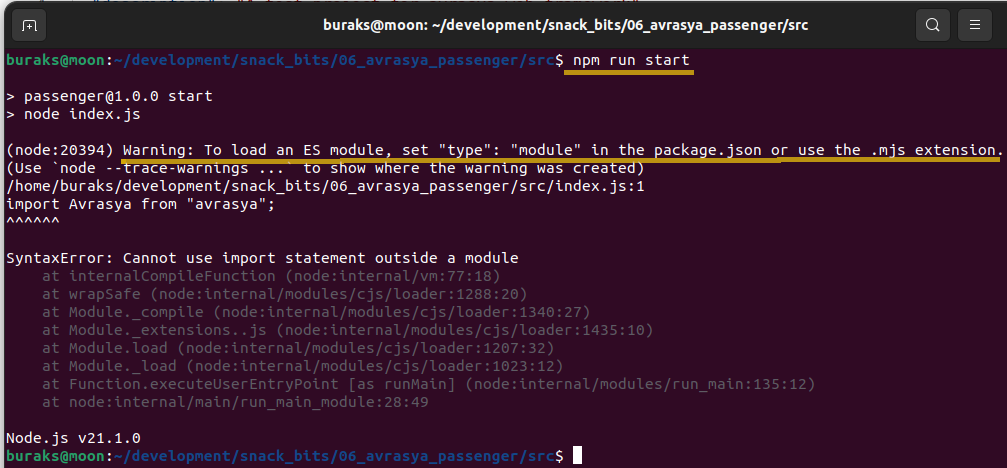 buraks@moon: ~/development/snack_bits/06_avrasya_passenger/src
buraks@moon:~/development/snack_bits/06_avrasya_passenger/src$ npm run start
> passenger@1.0.0 start
> node index.js
(node:20394) Warning: To load an ES module, set "type": "module" in the package.json or use the .mjs extension.
(Use `node --trace-warnings ...` to show where the warning was created)
/home/buraks/development/snack_bits/06_avrasya_passenger/src/index.js:1
import Avrasya from "avrasya";
^^^^^^
SyntaxError: Cannot use import statement outside a module
    at internalCompileFunction (node:internal/vm:77:18)
    at wrapSafe (node:internal/modules/cjs/loader:1288:20)
    at Module._compile (node:internal/modules/cjs/loader:1340:27)
    at Module._extensions..js (node:internal/modules/cjs/loader:1435:10)
    at Module.load (node:internal/modules/cjs/loader:1207:32)
    at Module._load (node:internal/modules/cjs/loader:1023:12)
    at Function.executeUserEntryPoint [as runMain] (node:internal/modules/run_main:135:12)
    at node:internal/main/run_main_module:28:49
Node.js v21.1.0
buraks@moon:~/development/snack_bits/06_avrasya_passenger/src$